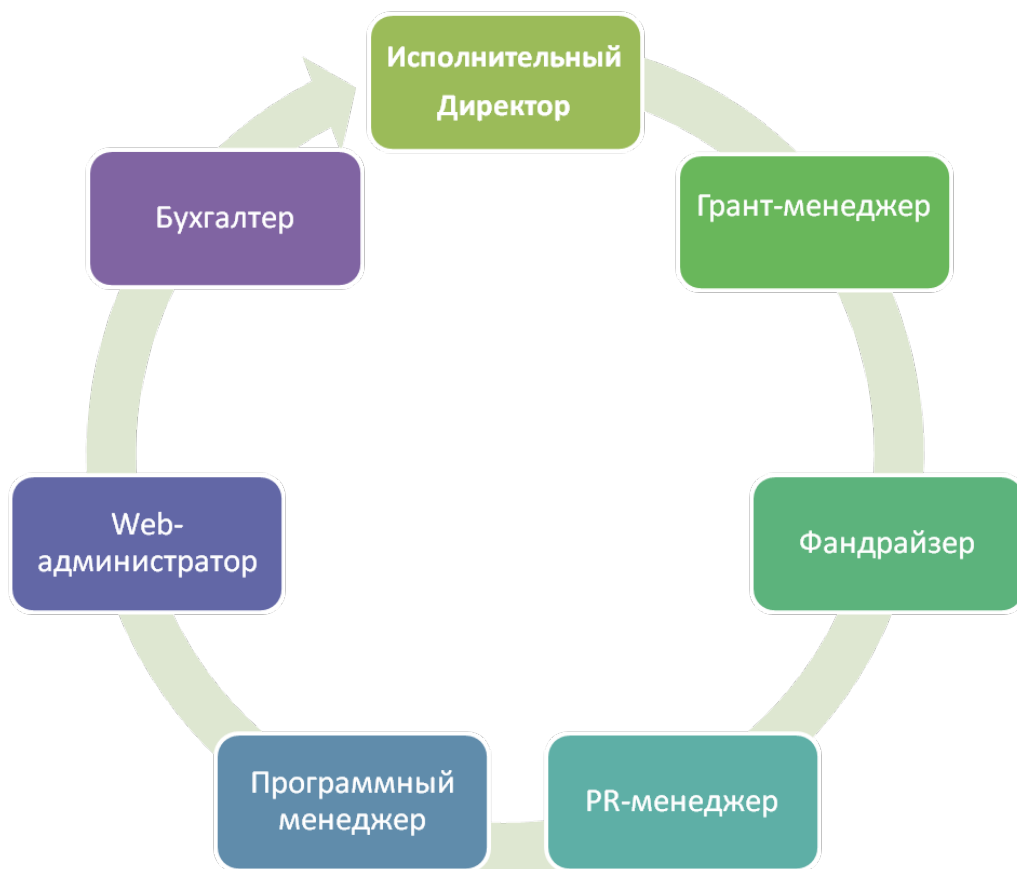 Исполнительный
Директор
Грант-менеджер
Фандрайзер
PR-менеджер
Программный
менеджер
Web-
администратор
Бухгалтер